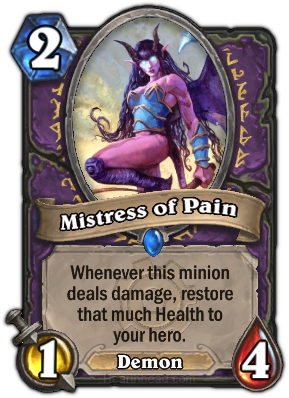 2
Mistress of Pain
Whenever this minion
deals damage, restore
that much Health to
your hero.
1
Demon
4